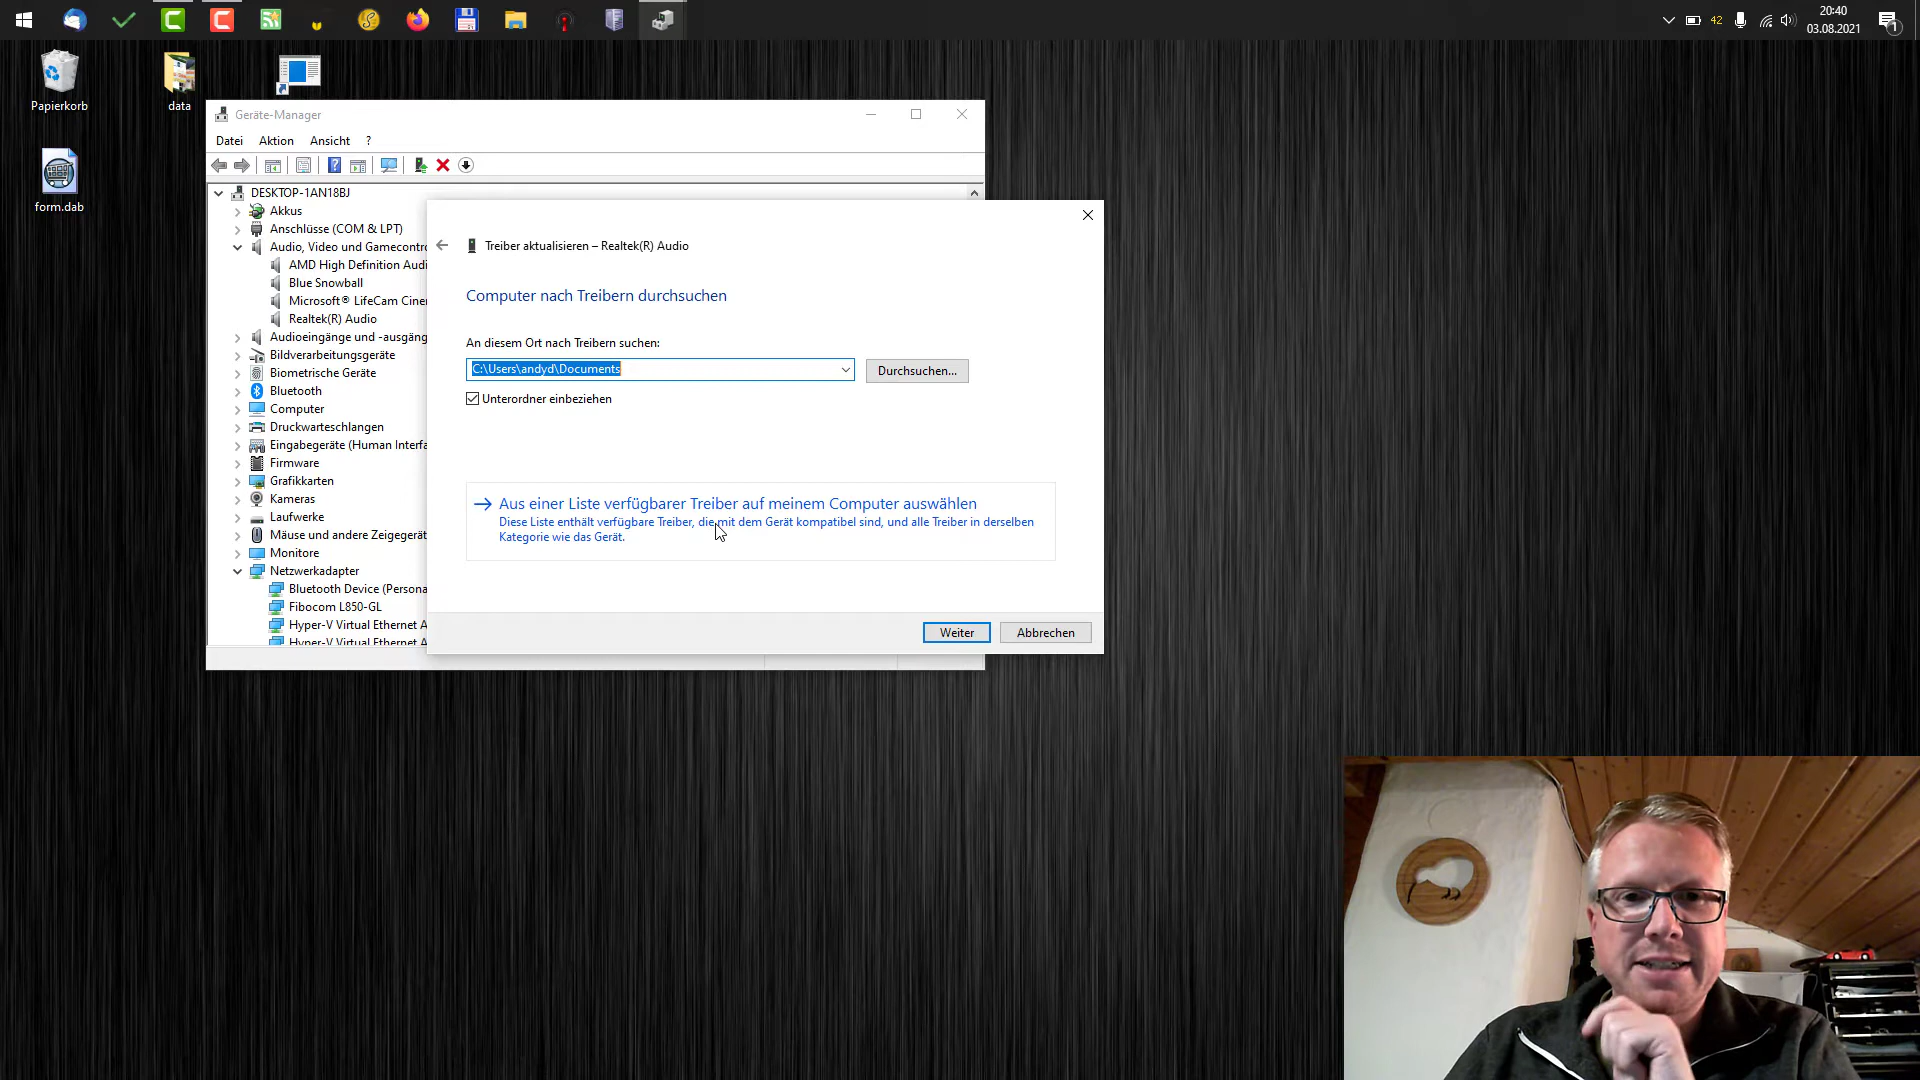 42
20:40
03.08.2021
1
Papierkorb
data
form.dab
Geräte-Manager
Datei
Aktion
Ansicht
?
DESKTOP-1AN18BJ
Akkus
Anschlüsse (COM & LPT)
Audio, Video und Gamecontro
AMD High Definition Audi
Blue Snowball
Microsoft® LifeCam Cine
Realtek(R) Audio
Audioeingänge und -ausgäng
Bildverarbeitungsgeräte
Biometrische Geräte
Bluetooth
Computer
Druckwarteschlangen
Eingabegeräte (Human Interfa
Firmware
Grafikkarten
Kameras
Laufwerke
Mäuse und andere Zeigegerät
Monitore
Netzwerkadapter
Bluetooth Device (Persona
Fibocom L850-GL
Hyper-V Virtual Ethernet A
Hyper-V Virtual Ethernet A
Treiber aktualisieren – Realtek(R) Audio
Computer nach Treibern durchsuchen
An diesem Ort nach Treibern suchen:
C:\Users\andyd\Documents
Durchsuchen...
Unterordner einbeziehen
Aus einer Liste verfügbarer Treiber auf meinem Computer auswählen
Diese Liste enthält verfügbare Treiber, die mit dem Gerät kompatibel sind, und alle Treiber in derselben
Kategorie wie das Gerät.
Weiter
Abbrechen